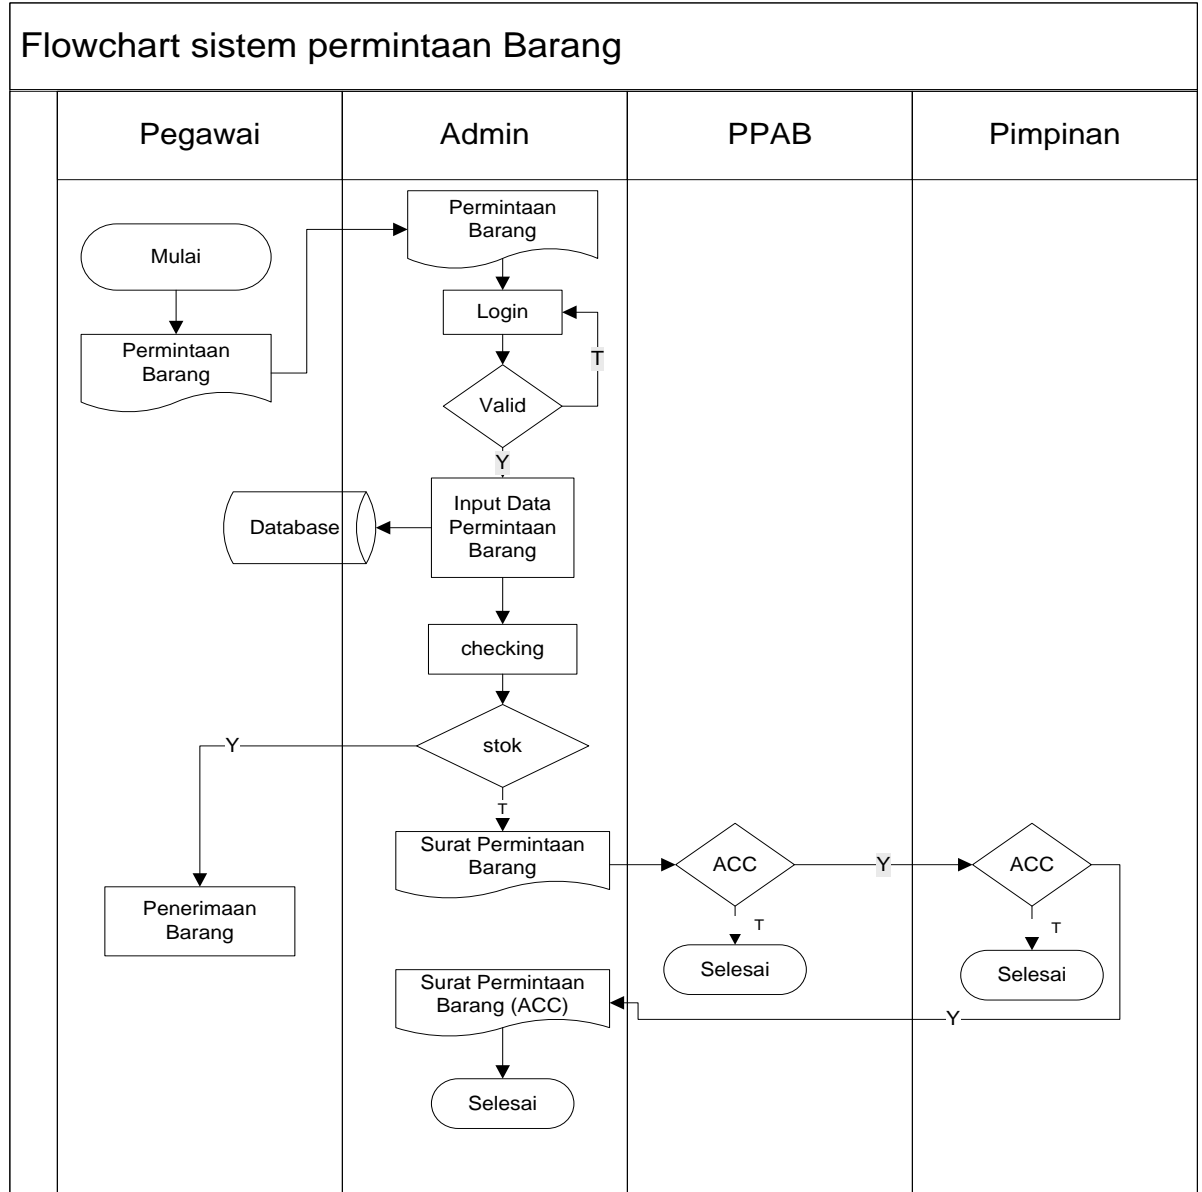 Flowchart sistem permintaan Barang
Pegawai
Admin
PPAB
Pimpinan
Mulai
Permintaan
Barang
Permintaan
Barang
Login
T
Valid
Y
Input Data
Permintaan
Barang
Database
checking
stok
Y
T
Surat Permintaan
Barang
ACC
Y
ACC
T
T
Penerimaan
Barang
Selesai
Selesai
Surat Permintaan
Barang (ACC)
Y
Selesai